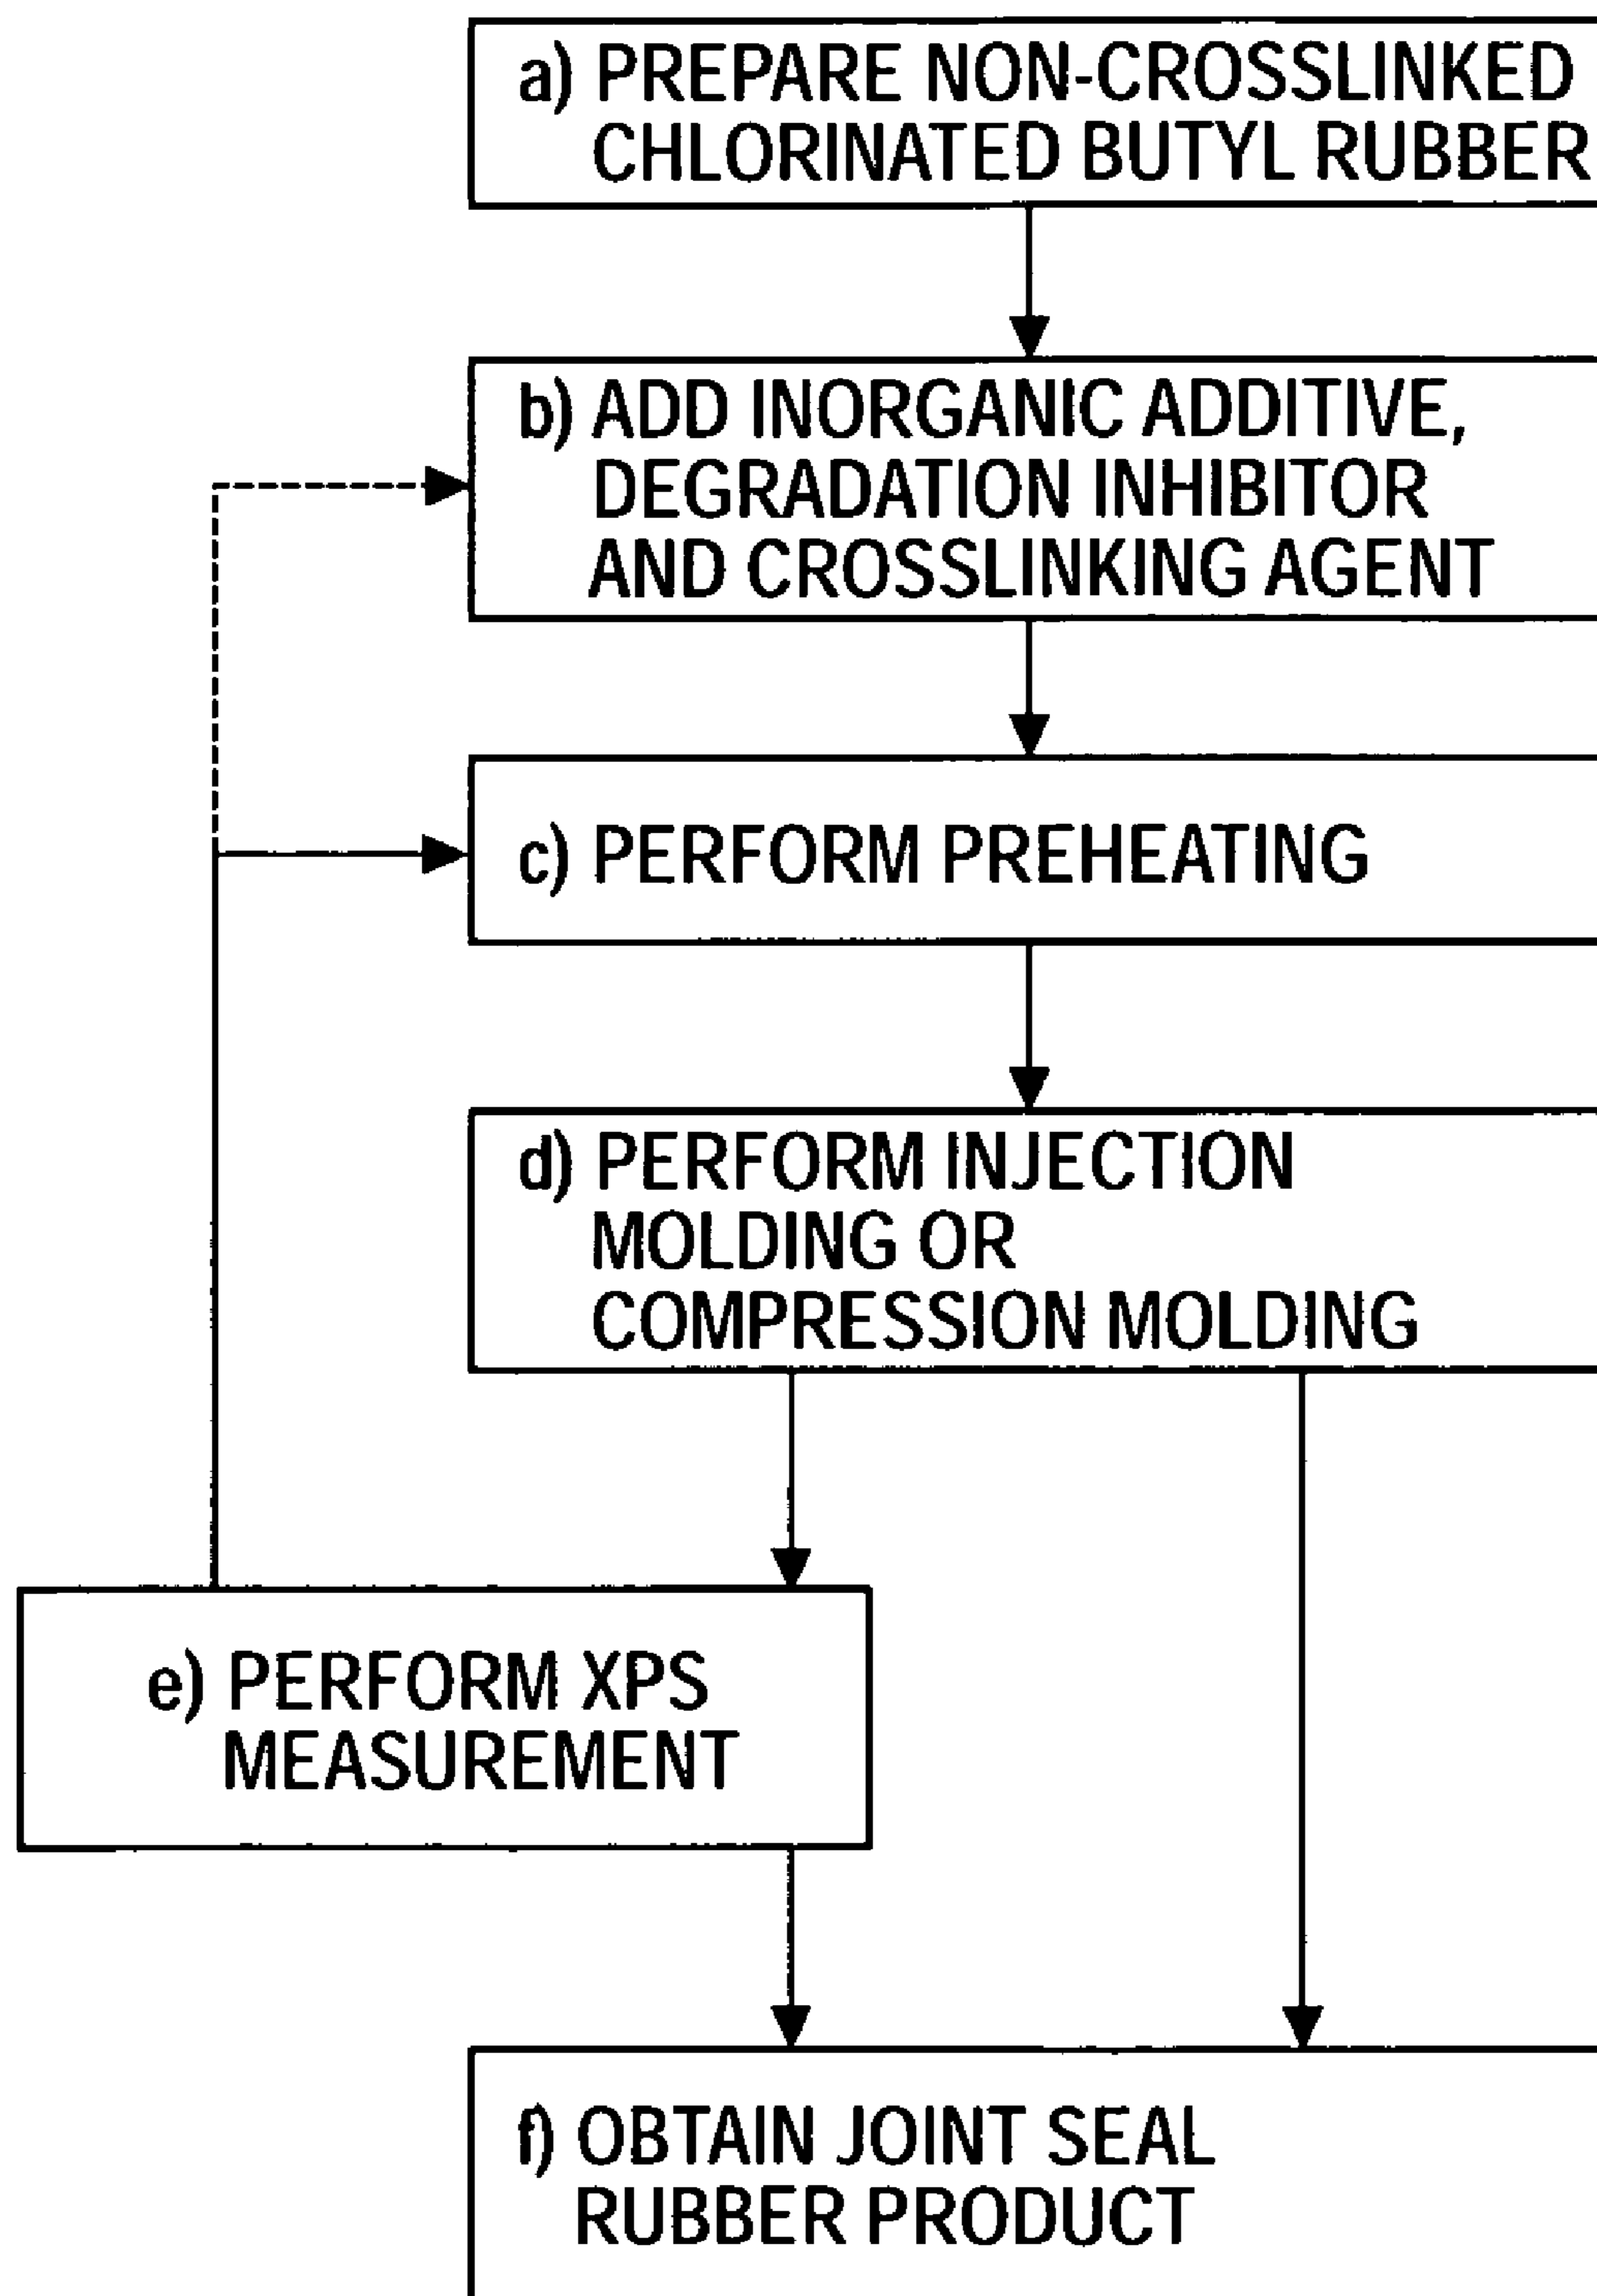 a) PREPARE NON-CROSSLINKED
CHLORINATED BUTYL RUBBER
b) ADD INORGANIC ADDITIVE,
DEGRADATION INHIBITOR
AND CROSSLINKING AGENT
c) PERFORM PREHEATING
d) PERFORM INJECTION
MOLDING OR
COMPRESSION MOLDING
e) PERFORM XPS
MEASUREMENT
f) OBTAIN JOINT SEAL
RUBBER PRODUCT